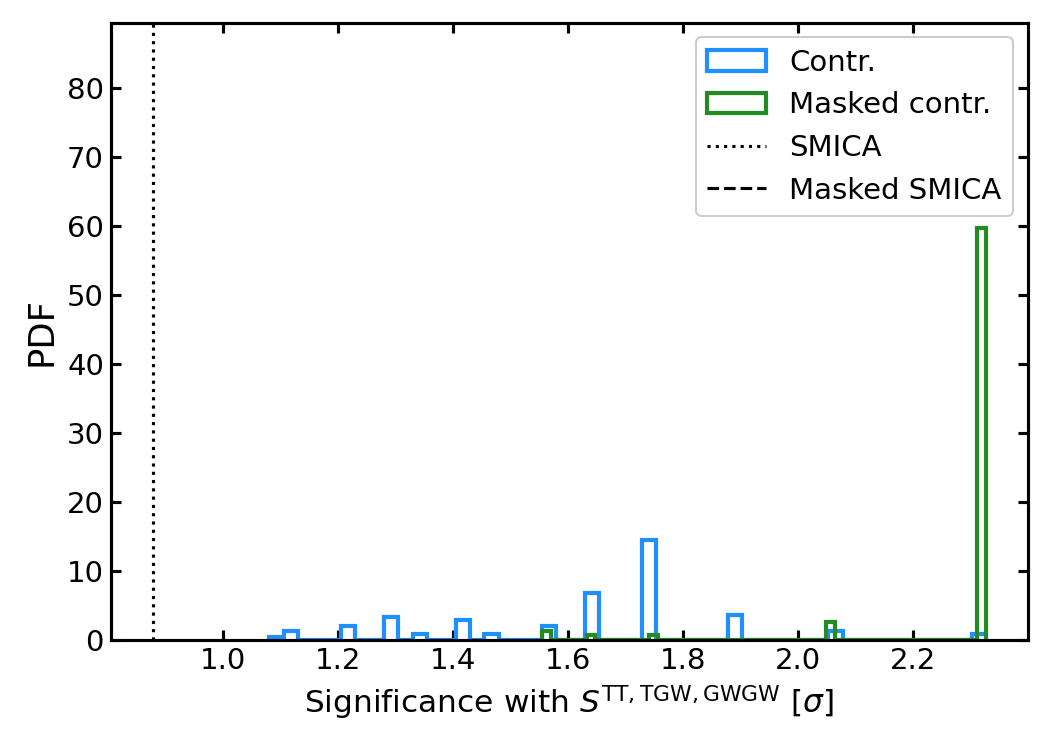 Contr.
Masked contr.
SMICA
Masked SMICA
PDF
80
70
60
50
40
30
20
10
0
1.0 1.2 1.4 1.6 1.8 2.0 2.2
Significance with $S^{\mathrm{TT, TGW, GWGW}}$ [σ]